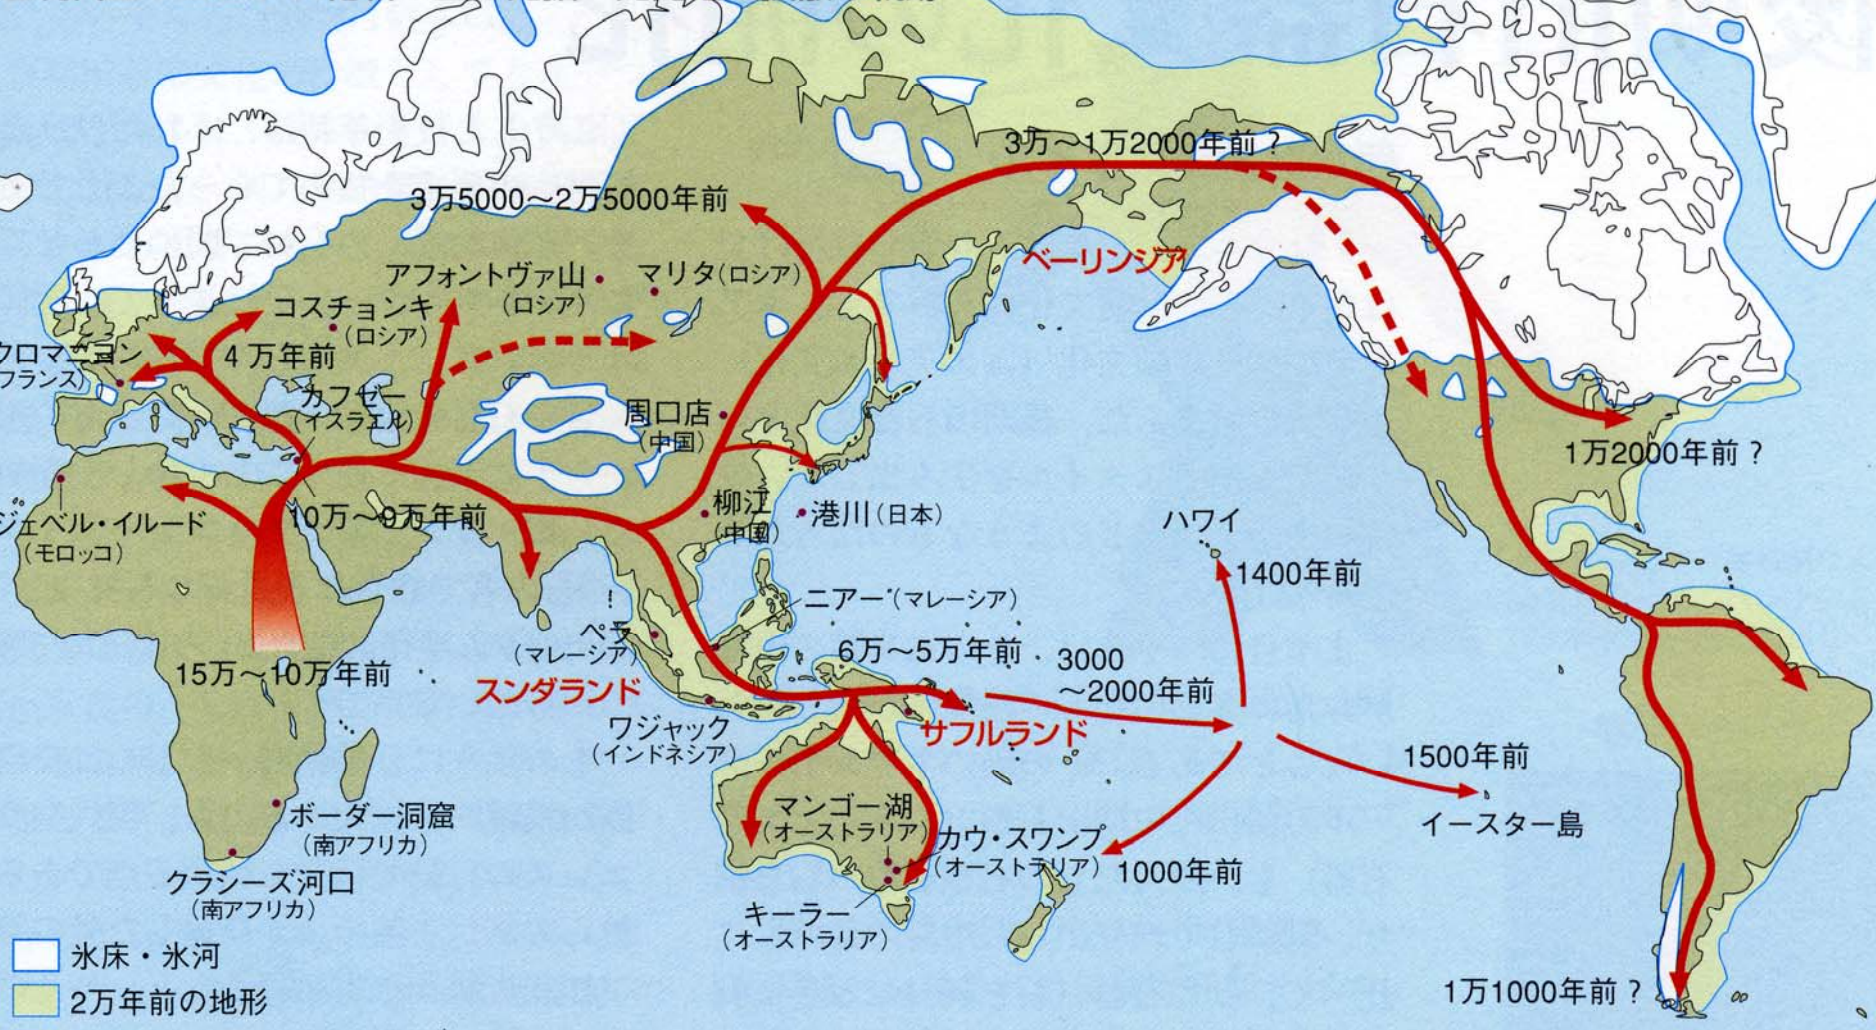 3万〜1万2000年前？
3万5000〜2万5000年前
ベーリンジア
アフォントヴァ山
（ロシア）
マリタ（ロシア）
コスチョンキ
（ロシア）
クロマニヨン
フランス）
4万年前
カフゼー
（イスラエル）
周口店
（中国）
1万2000年前？
ジェベル・イルード
（モロッコ）
10万〜9万年前
柳江
（中国）
港川（日本）
ハワイ
1400年前
ニアー（マレーシア）
ペラ
（マレーシア）
6万〜5万年前
3000
〜2000年前
15万〜10万年前
スンダランド
ワジャック
（インドネシア）
サフルランド
1500年前
イースター島
マンゴー湖
（オーストラリア）
カウ・スワンプ
（オーストラリア）
1000年前
ボーダー洞窟
（南アフリカ）
クラシーズ河口
（南アフリカ）
キーラー
（オーストラリア）
氷床・氷河
2万年前の地形
1万1000年前？